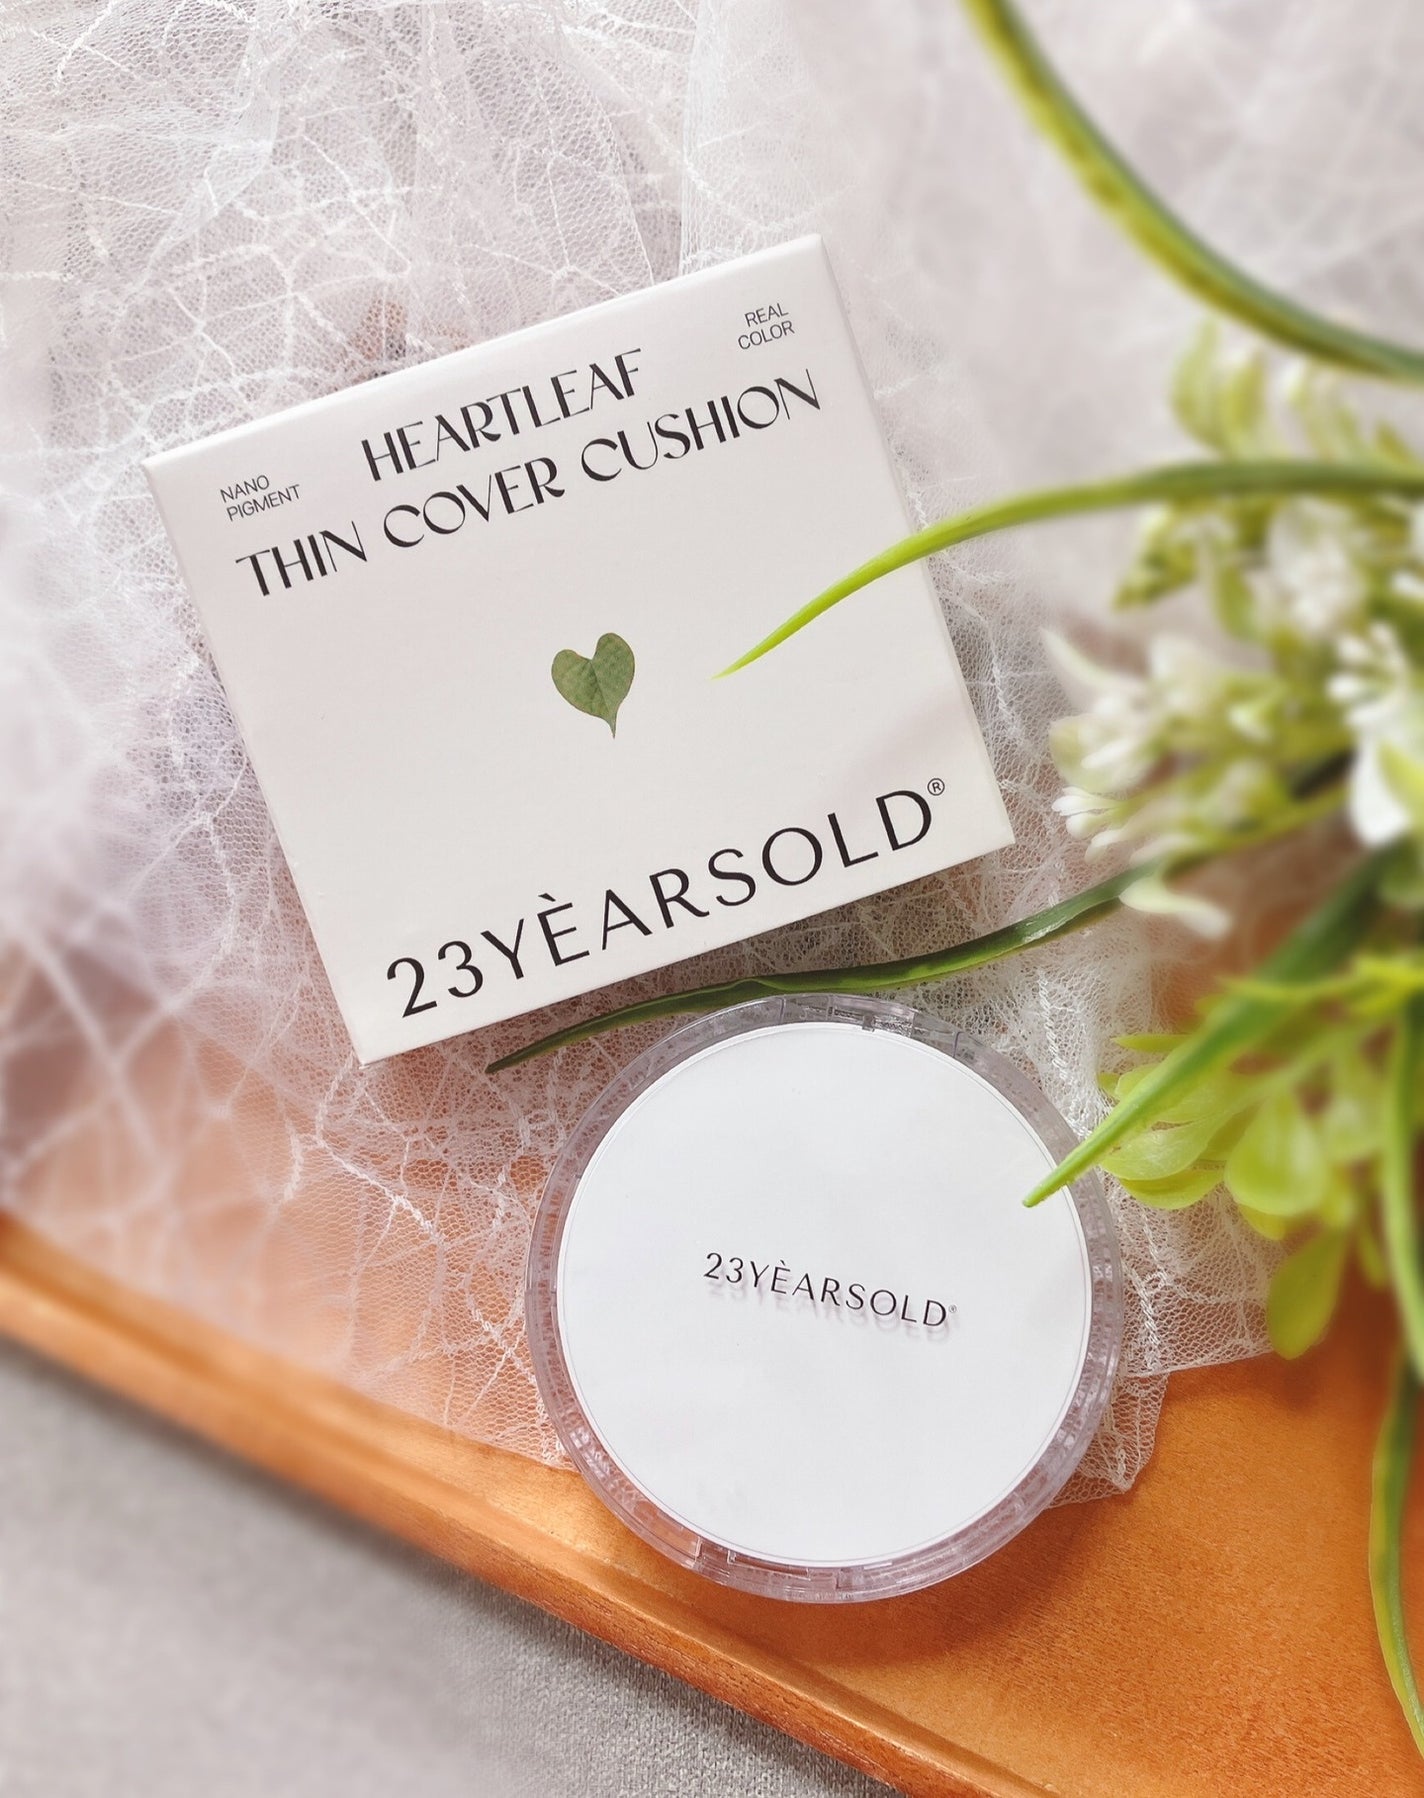 REAL
COLOR
NANO
PIGMENT
HEARTLEAF
THIN COVER CUSHION
23YÈARSOLD®
23YÈARSOLD®